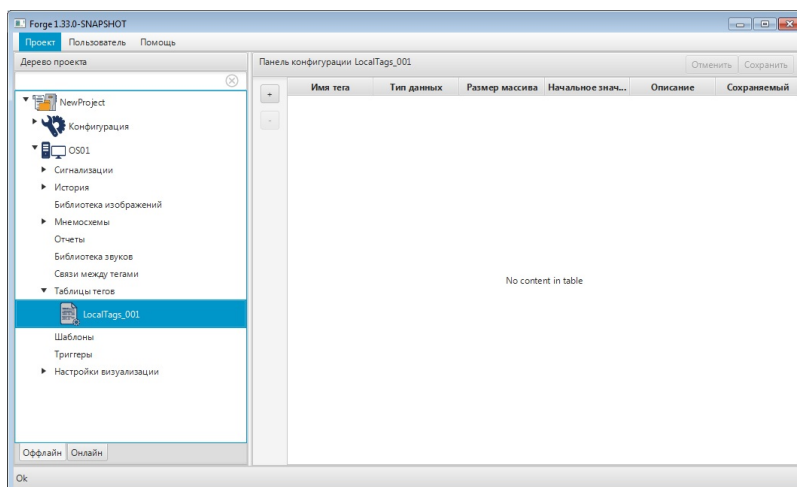 Forge 1.33.0-SNAPSHOT
Проект Пользователь Помощь
Дерево проекта
Панель конфигурации LocalTags_001
Отменить Сохранить
+
-
Имя тега Тип данных Размер массива Начальное знач... Описание Сохраняемый
NewProject
Конфигурация
OS01
Сигнализации
История
Библиотека изображений
Мнемосхемы
Отчеты
Библиотека звуков
Связи между тегами
Таблицы тегов
LocalTags_001
Шаблоны
Триггеры
Настройки визуализации
No content in table
Оффлайн Онлайн
Ok